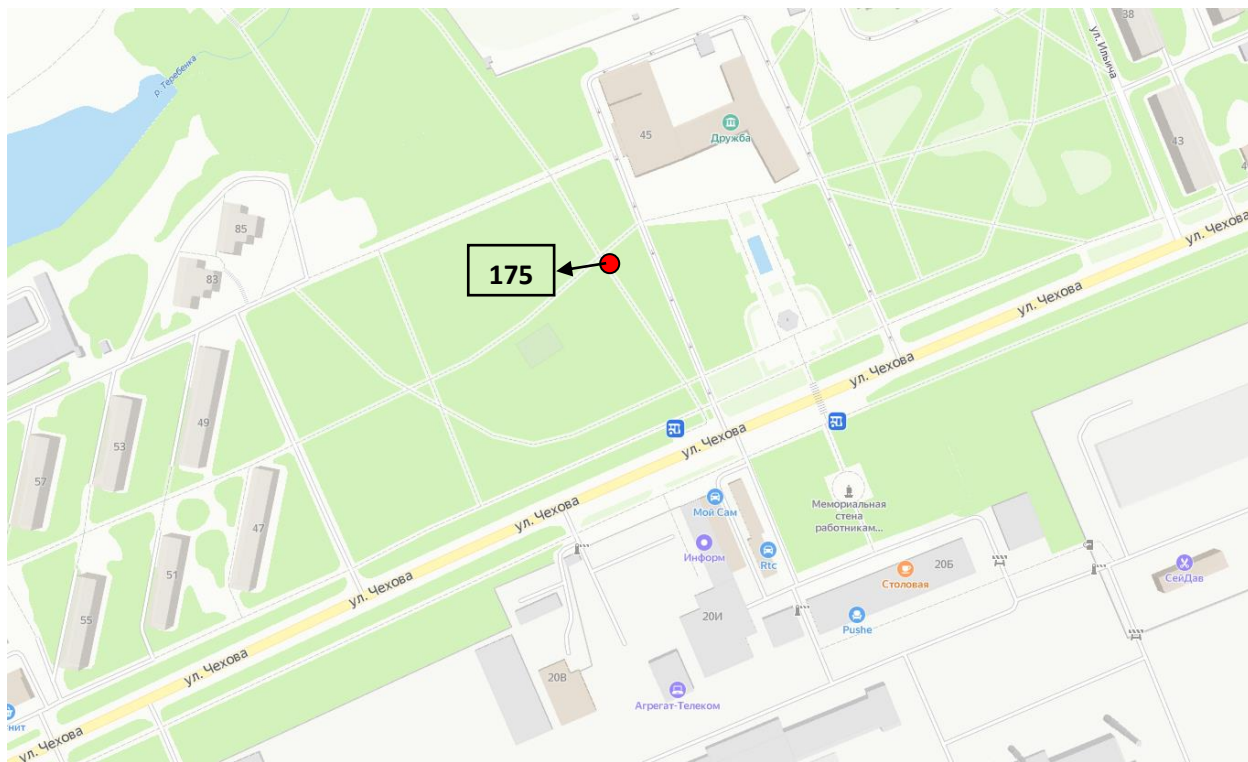 38
ул. Ильича
р. Теребенка
45
Дружба
43
ул. Чехова
85
175
83
ул. Чехова
ул. Чехова
49
53
57
ул. Чехова
47
Мой Сам
Мемориальная
стена
работникам...
ул. Чехова
Информ
Rtc
20Б
Столовая
СейДав
51
ул. Чехова
55
20И
Pushe
ул. Чехова
20В
Агрегат-Телеком
нит
ул. Чехова